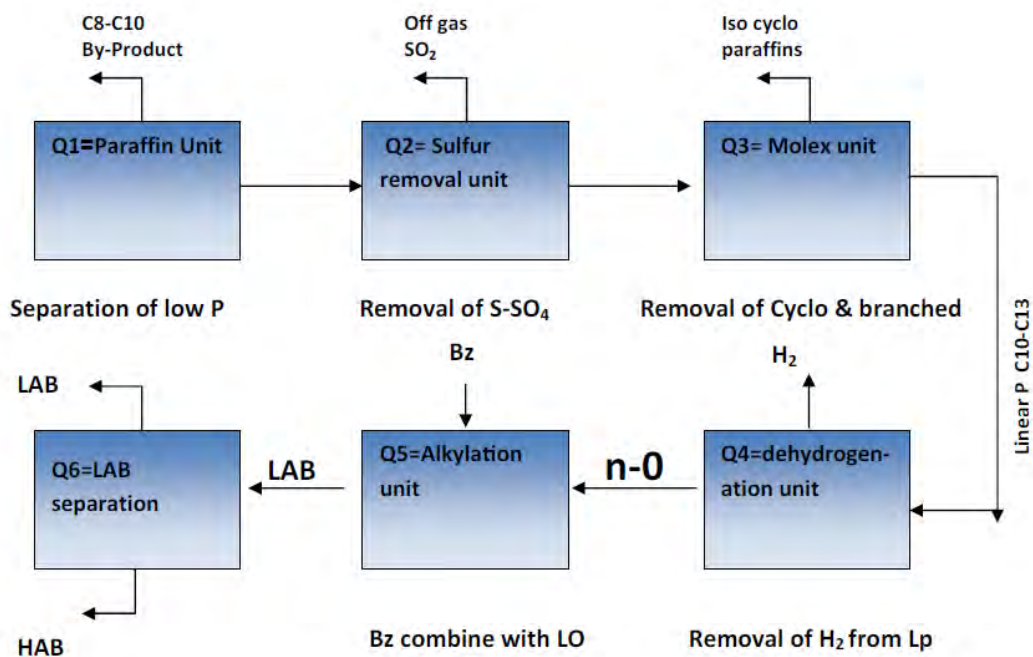 C8-C10
By-Product
Off gas
SO₂
Iso cyclo
paraffins
Q1=Paraffin Unit
Q2= Sulfur
removal unit
Q3= Molex unit
Separation of low P
Removal of S-SO₄
Removal of Cyclo & branched
Linear P C10-C13
LAB
Bz
H₂
Q6=LAB
separation
LAB
Q5=Alkylation
unit
n-0
Q4=dehydrogen-
ation unit
HAB
Bz combine with LO
Removal of H₂ from Lp